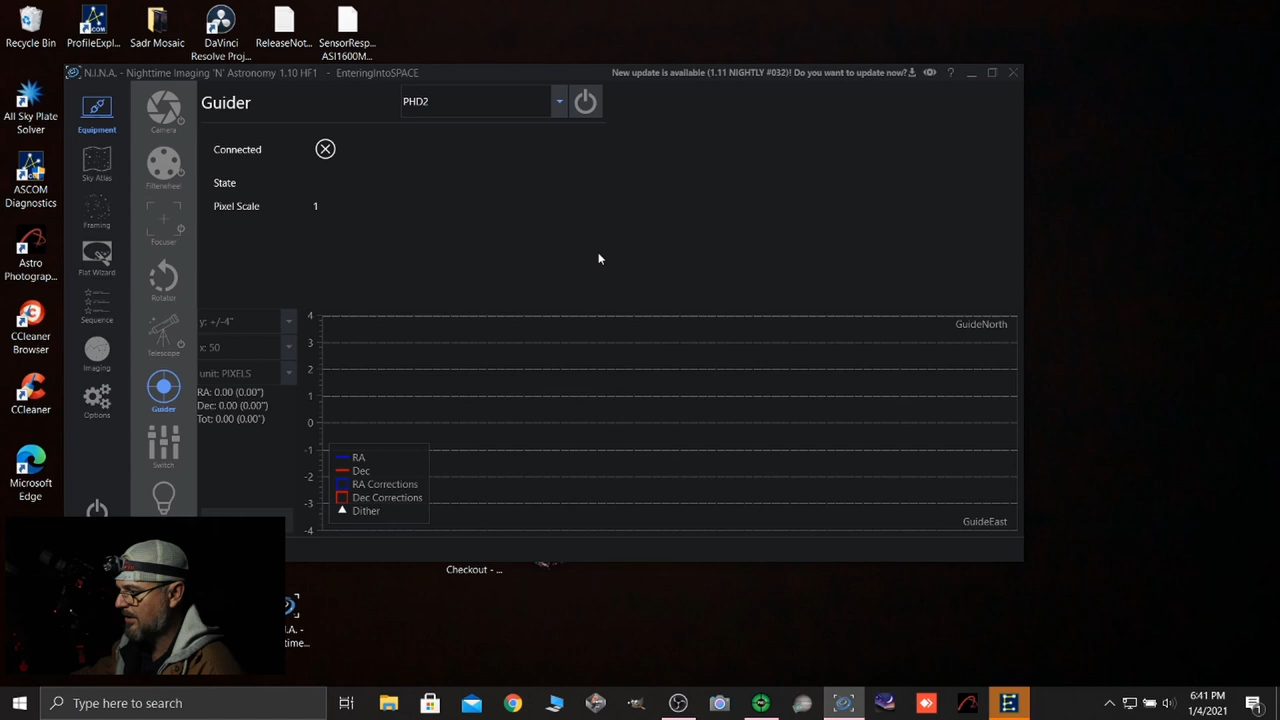 Recycle Bin
ProfileExpl...
Sadr Mosaic
DaVinci
Resolve Proj...
ReleaseNot...
SensorResp...
ASI1600M...
N.I.N.A. - Nighttime Imaging 'N' Astronomy 1.10 HF1 - EnteringIntoSPACE
New update is available (1.11 NIGHTLY #032)! Do you want to update now?
?
All Sky Plate
Solver
ASCOM
Diagnostics
Astro
Photograp...
CCleaner
Browser
CCleaner
Microsoft
Edge
Equipment
Sky Atlas
Framing
Flat Wizard
Sequence
Imaging
Options
Camera
Filterwheel
Focuser
Rotator
Telescope
Guider
Switch
Guider
PHD2
Connected
State
Pixel Scale 1
y: +/-4"
x: 50
unit: PIXELS
RA: 0.00 (0.00")
Dec: 0.00 (0.00")
Tot: 0.00 (0.00")
4
3
2
1
0
-1
-2
-3
-4
GuideNorth
GuideEast
RA
Dec
RA Corrections
Dec Corrections
Dither
Checkout - ...
I.A. -
time...
Type here to search
6:41 PM
1/4/2021
1